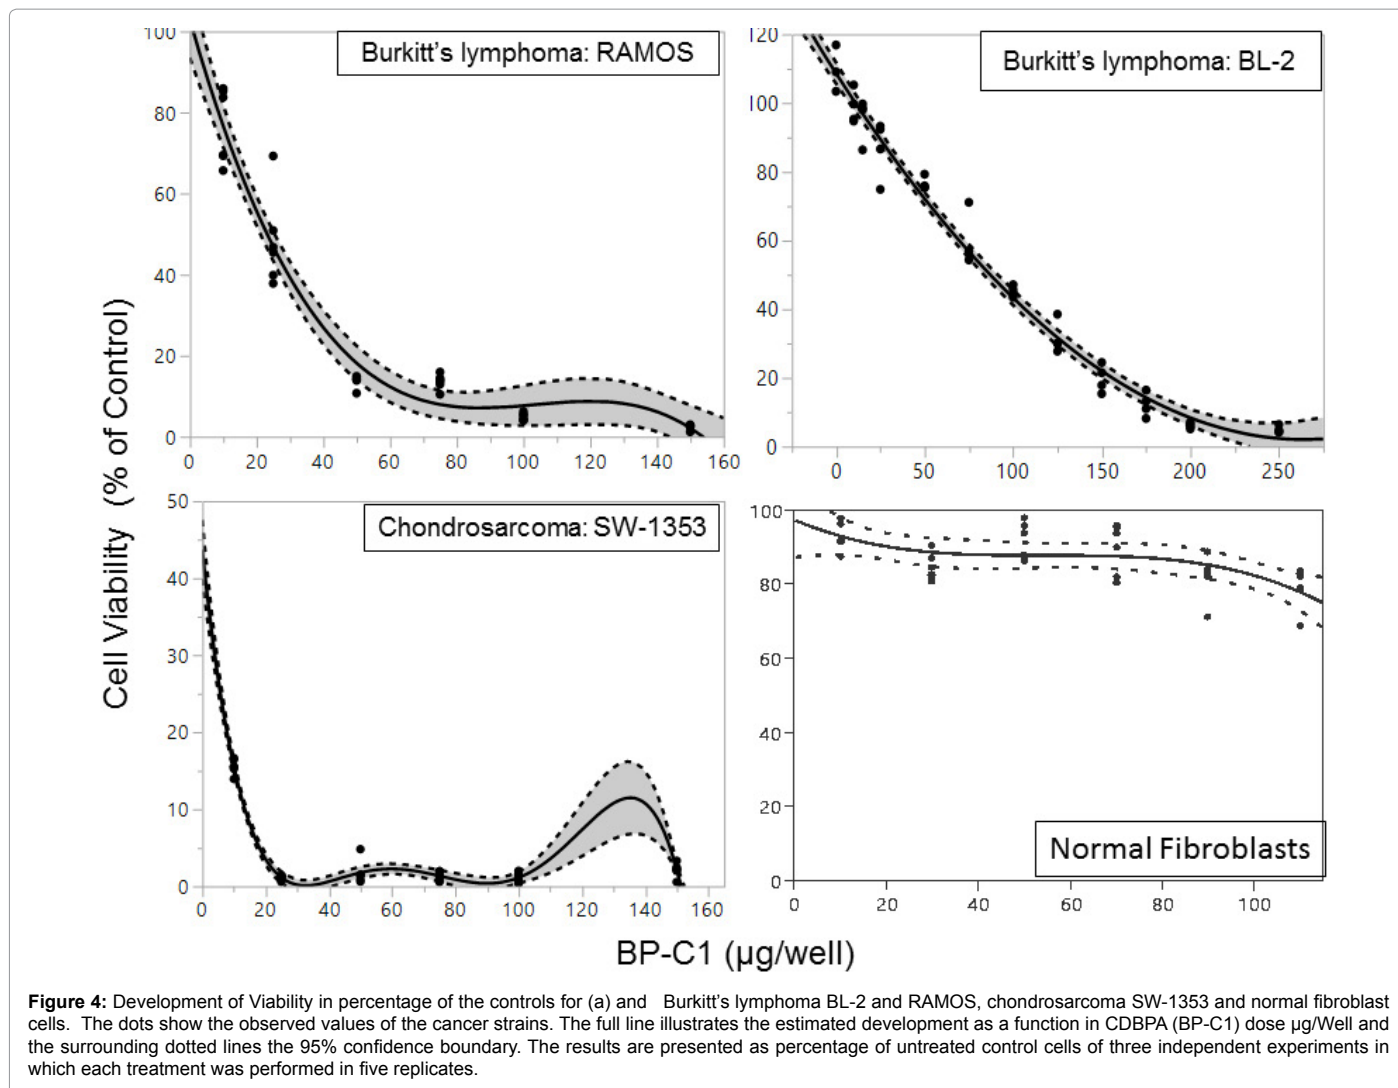 Burkitt's lymphoma: RAMOS
100
80
60
40
20
0
0 20 40 60 80 100 120 140 160
Burkitt's lymphoma: BL-2
120
100
80
60
40
20
0
0 50 100 150 200 250
Cell Viability (% of Control)
Chondrosarcoma: SW-1353
50
40
30
20
10
0
0 20 40 60 80 100 120 140 160
100
80
60
40
20
0
Normal Fibroblasts
0 20 40 60 80 100
BP-C1 (µg/well)
Figure 4: Development of Viability in percentage of the controls for (a) and Burkitt's lymphoma BL-2 and RAMOS, chondrosarcoma SW-1353 and normal fibroblast
cells. The dots show the observed values of the cancer strains. The full line illustrates the estimated development as a function in CDBPA (BP-C1) dose µg/Well and
the surrounding dotted lines the 95% confidence boundary. The results are presented as percentage of untreated control cells of three independent experiments in
which each treatment was performed in five replicates.